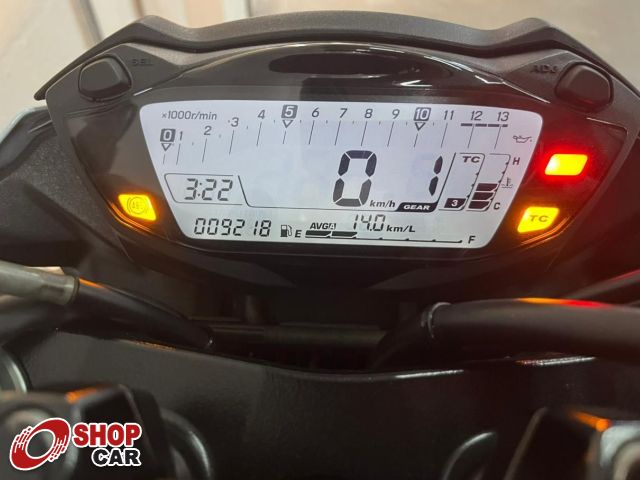 SEL
ADJ
×1000r/min
0 1 2 3 4 5 6 7 8 9 10 11 12 13
0 km/h
GEAR 1
TC
3
H
C
3:22
ABS
TC
009218
E
AVG A 14.0 km/L
F
SHOP
CAR